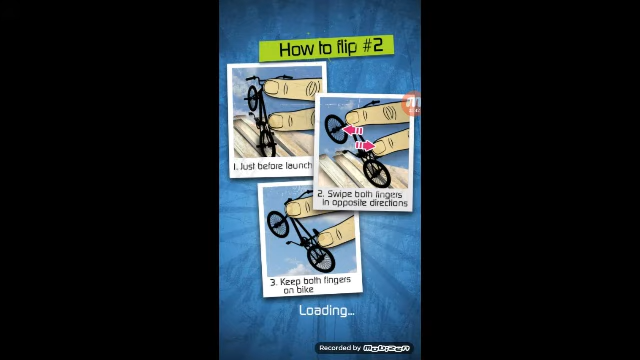 How to flip #2
1. Just before launch
2. Swipe both fingers
in opposite directions
3. Keep both fingers
on bike
Loading...
Recorded by Mobizen